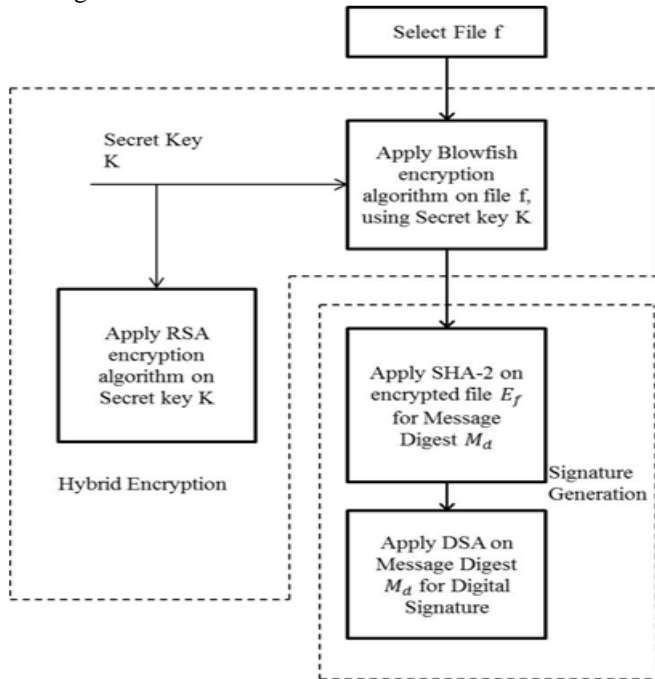 Select File f
Secret Key
K
Apply Blowfish
encryption
algorithm on file f,
using Secret key K
Apply RSA
encryption
algorithm on
Secret key K
Hybrid Encryption
Apply SHA-2 on
encrypted file E_f
for Message
Digest M_d
Signature
Generation
Apply DSA on
Message Digest
M_d for Digital
Signature